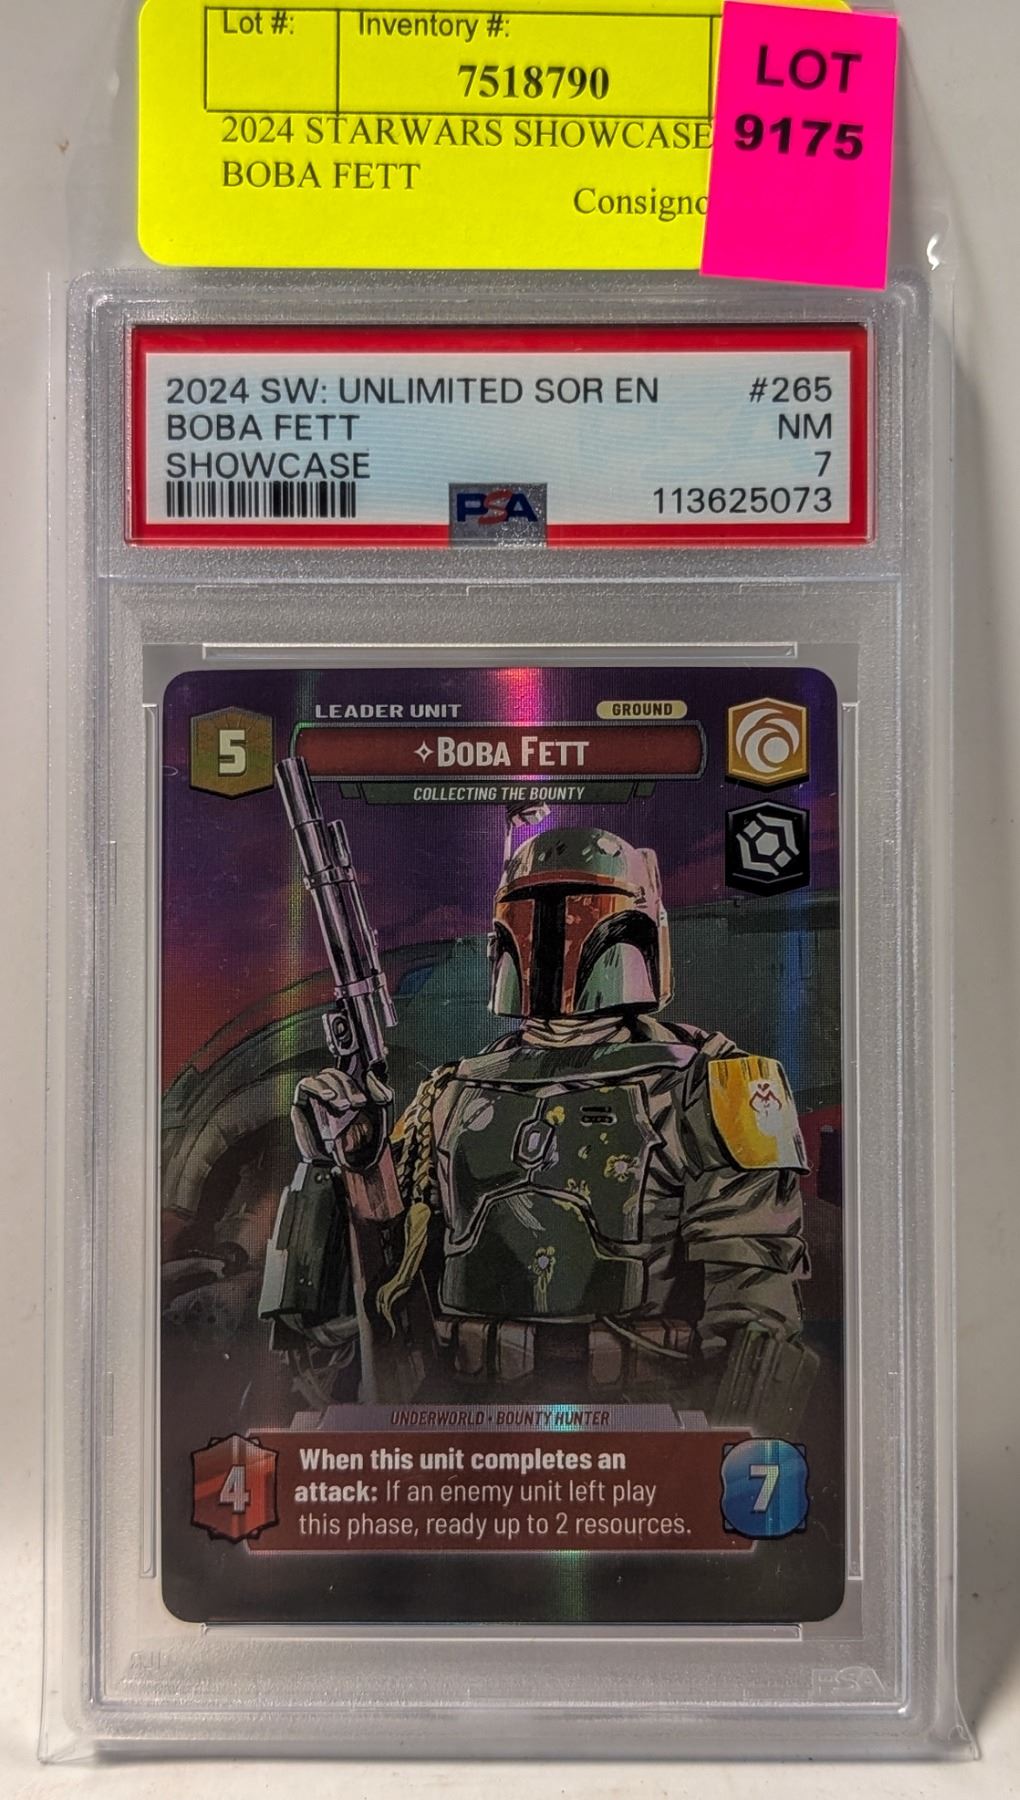 Lot #:
Inventory #:
7518790
2024 STARWARS SHOWCASE
BOBA FETT
LOT
9175
2024 SW: UNLIMITED SOR EN #265
BOBA FETT NM
SHOWCASE 7
PSA 113625073
LEADER UNIT GROUND
5
BOBA FETT
COLLECTING THE BOUNTY
UNDERWORLD • BOUNTY HUNTER
4
When this unit completes an
attack: If an enemy unit left play
this phase, ready up to 2 resources.
7
PSA